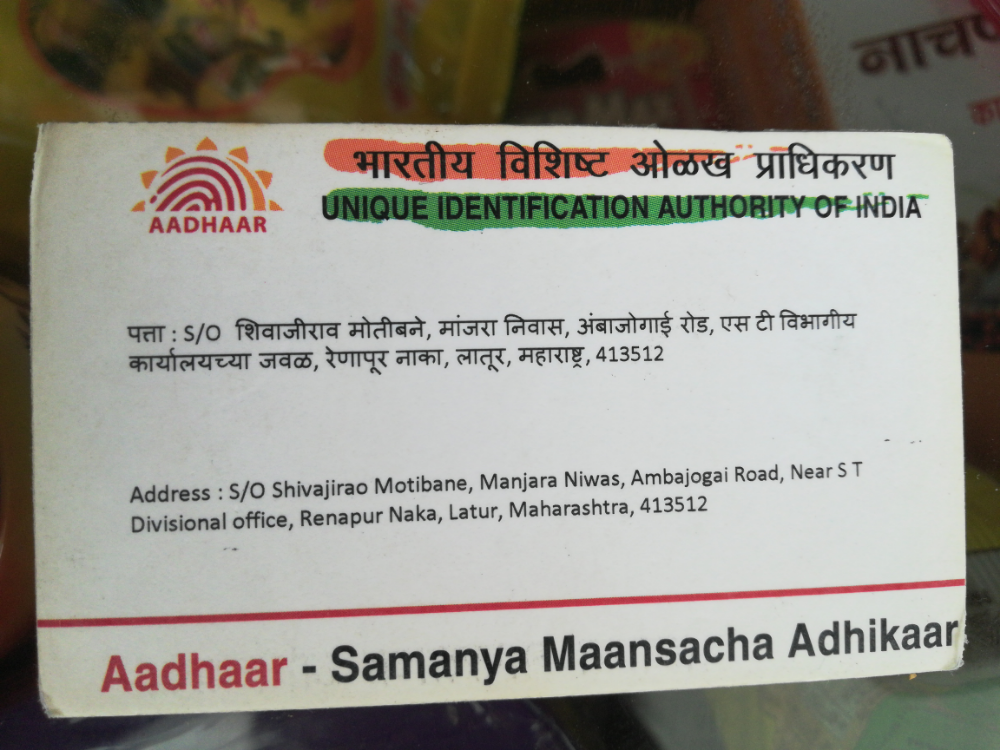 नाच
AADHAAR
भारतीय विशिष्ट ओळख प्राधिकरण
UNIQUE IDENTIFICATION AUTHORITY OF INDIA
पत्ता : S/O शिवाजीराव मोतीबने, मांजरा निवास, अंबाजोगाई रोड, एस टी विभागीय
कार्यालयच्या जवळ, रेणापूर नाका, लातूर, महाराष्ट्र, 413512
Address : S/O Shivajirao Motibane, Manjara Niwas, Ambajogai Road, Near S T
Divisional office, Renapur Naka, Latur, Maharashtra, 413512
Aadhaar - Samanya Maansacha Adhikaar